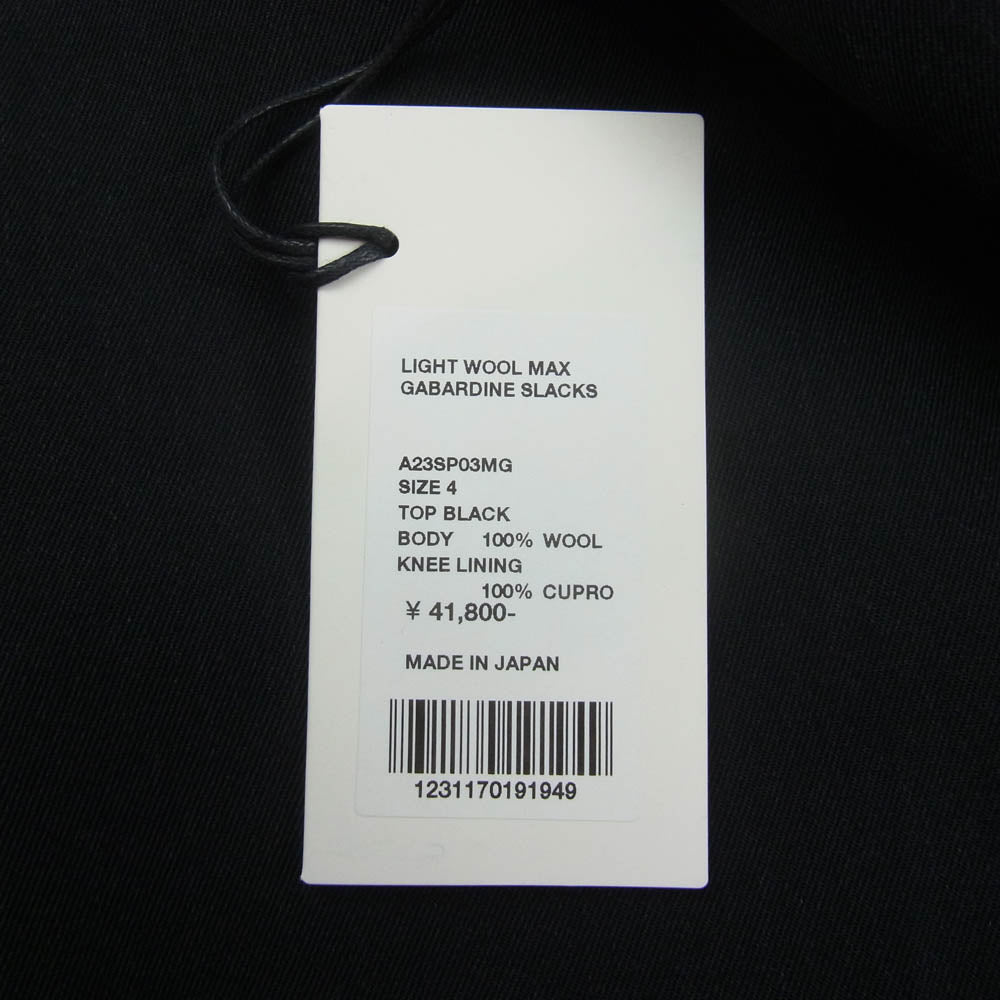 LIGHT WOOL MAX
GABARDINE SLACKS
A23SP03MG
SIZE 4
TOP BLACK
BODY 100% WOOL
KNEE LINING
100% CUPRO
¥ 41,800-
MADE IN JAPAN
1231170191949